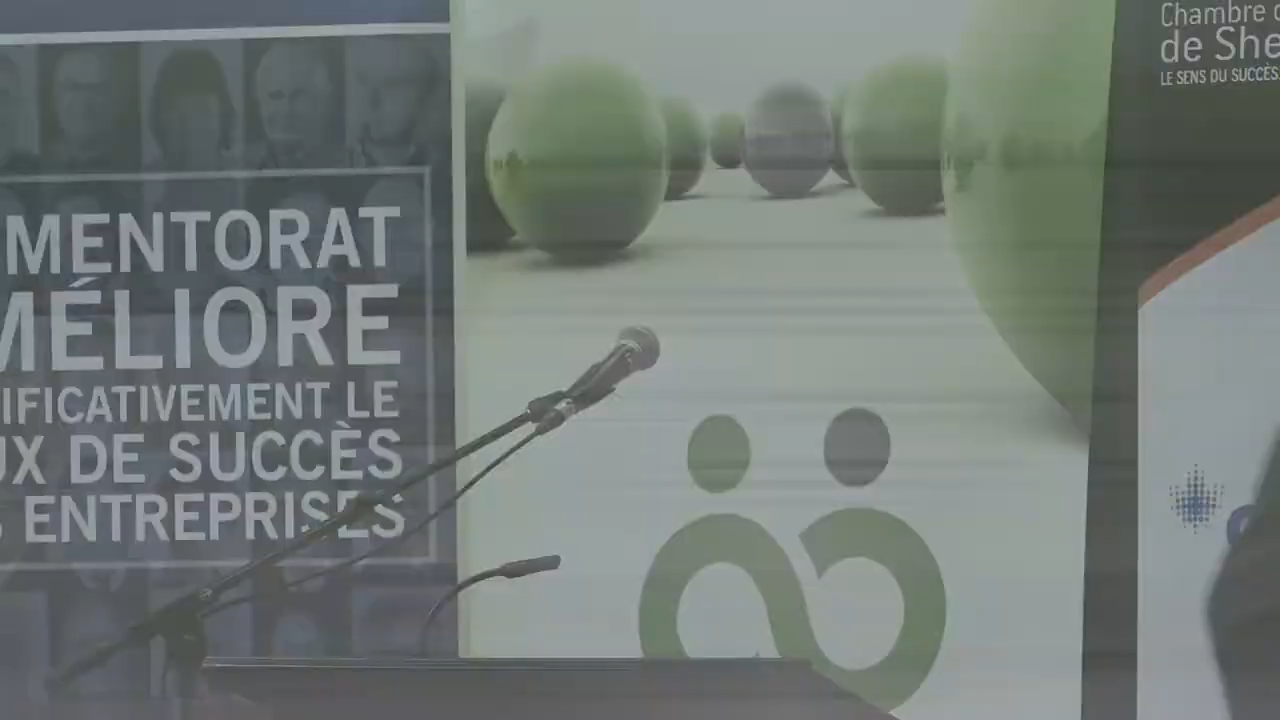 MENTORAT
MÉLIORE
IFICATIVEMENT LE
UX DE SUCCÈS
ENTREPRISES
Chambre
de She
LE SENS DU SUCCÈS